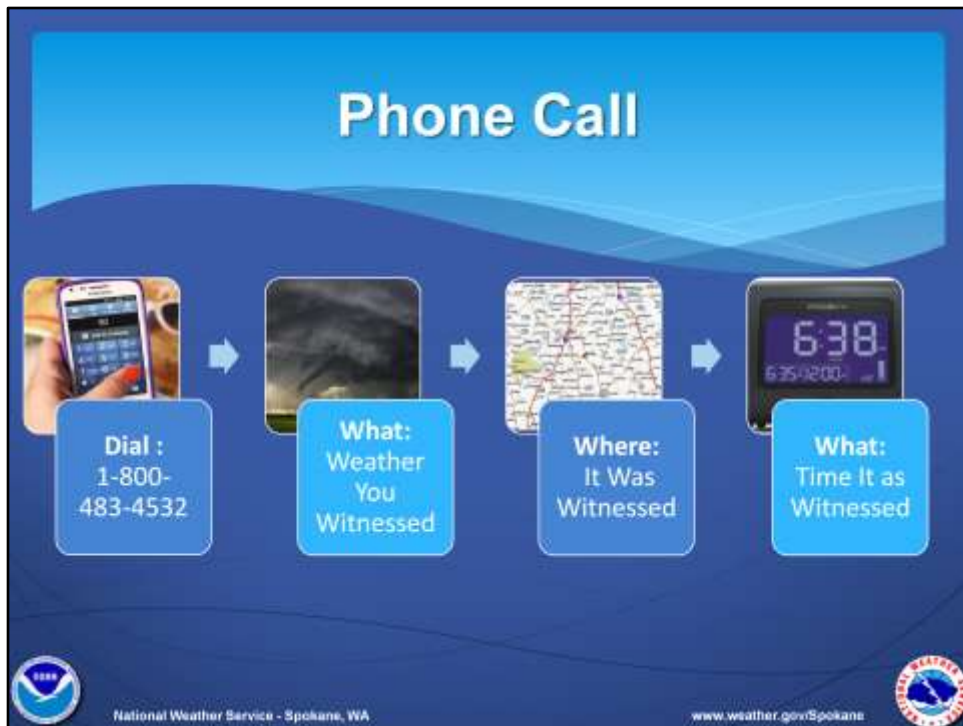 Phone Call
Dial :
1-800-
483-4532
What:
Weather
You
Witnessed
Where:
It Was
Witnessed
6:38
What:
Time It as
Witnessed
NOAA
National Weather Service - Spokane, WA
www.weather.gov/Spokane